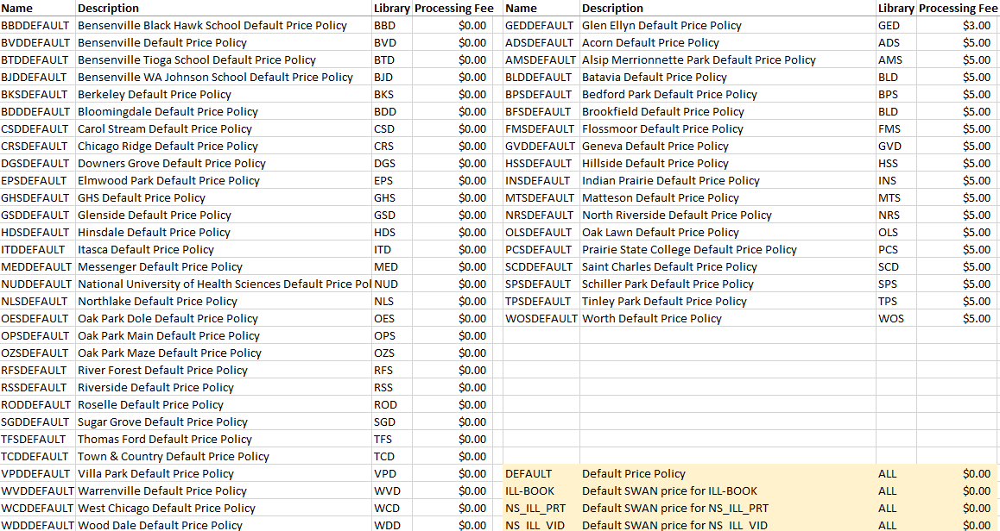 Name Description Library Processing Fee Name Description Library Processing Fee
BBDDEFAULT Bensenville Black Hawk School Default Price Policy BBD $0.00 GEDDEFAULT Glen Ellyn Default Price Policy GED $3.00
BVDDEFAULT Bensenville Default Price Policy BVD $0.00 ADSDEFAULT Acorn Default Price Policy ADS $5.00
BTDDEFAULT Bensenville Tioga School Default Price Policy BTD $0.00 AMSDEFAULT Alsip Merrionnette Park Default Price Policy AMS $5.00
BJDDEFAULT Bensenville WA Johnson School Default Price Policy BJD $0.00 BLDDEFAULT Batavia Default Price Policy BLD $5.00
BKSDEFAULT Berkeley Default Price Policy BKS $0.00 BPSDEFAULT Bedford Park Default Price Policy BPS $5.00
BDDDEFAULT Bloomingdale Default Price Policy BDD $0.00 BFSDEFAULT Brookfield Default Price Policy BLD $5.00
CSDDEFAULT Carol Stream Default Price Policy CSD $0.00 FMSDEFAULT Flossmoor Default Price Policy FMS $5.00
CRSDEFAULT Chicago Ridge Default Price Policy CRS $0.00 GVDDEFAULT Geneva Default Price Policy GVD $5.00
DGSDEFAULT Downers Grove Default Price Policy DGS $0.00 HSSDEFAULT Hillside Default Price Policy HSS $5.00
EPSDEFAULT Elmwood Park Default Price Policy EPS $0.00 INSDEFAULT Indian Prairie Default Price Policy INS $5.00
GHSDEFAULT GHS Default Price Policy GHS $0.00 MTSDEFAULT Matteson Default Price Policy MTS $5.00
GSDDEFAULT Glenside Default Price Policy GSD $0.00 NRSDEFAULT North Riverside Default Price Policy NRS $5.00
HDSDEFAULT Hinsdale Default Price Policy HDS $0.00 OLSDEFAULT Oak Lawn Default Price Policy OLS $5.00
ITDDEFAULT Itasca Default Price Policy ITD $0.00 PCSDEFAULT Prairie State College Default Price Policy PCS $5.00
MEDDEFAULT Messenger Default Price Policy MED $0.00 SCDDEFAULT Saint Charles Default Price Policy SCD $5.00
NUDDEFAULT National University of Health Sciences Default Price Pol NUD $0.00 SPSDEFAULT Schiller Park Default Price Policy SPS $5.00
NLSDEFAULT Northlake Default Price Policy NLS $0.00 TPSDEFAULT Tinley Park Default Price Policy TPS $5.00
OESDEFAULT Oak Park Dole Default Price Policy OES $0.00 WOSDEFAULT Worth Default Price Policy WOS $5.00
OPSDEFAULT Oak Park Main Default Price Policy OPS $0.00
OZSDEFAULT Oak Park Maze Default Price Policy OZS $0.00
RFSDEFAULT River Forest Default Price Policy RFS $0.00
RSSDEFAULT Riverside Default Price Policy RSS $0.00
RODDEFAULT Roselle Default Price Policy ROD $0.00
SGDDEFAULT Sugar Grove Default Price Policy SGD $0.00
TFSDEFAULT Thomas Ford Default Price Policy TFS $0.00
TCDDEFAULT Town & Country Default Price Policy TCD $0.00
VPDDEFAULT Villa Park Default Price Policy VPD $0.00 DEFAULT Default Price Policy ALL $0.00
WVDDEFAULT Warrenville Default Price Policy WVD $0.00 ILL-BOOK Default SWAN price for ILL-BOOK ALL $0.00
WCDDEFAULT West Chicago Default Price Policy WCD $0.00 NS_ILL_PRT Default SWAN price for NS_ILL_PRT ALL $0.00
WDDDEFAULT Wood Dale Default Price Policy WDD $0.00 NS_ILL_VID Default SWAN price for NS_ILL_VID ALL $0.00